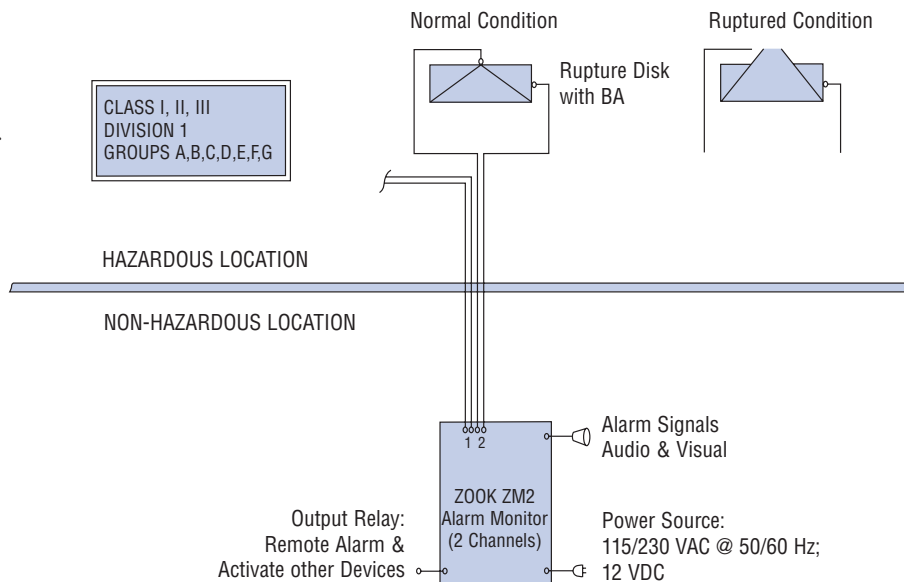 Normal Condition
Ruptured Condition
Rupture Disk
with BA
CLASS I, II, III
DIVISION 1
GROUPS A,B,C,D,E,F,G
HAZARDOUS LOCATION
NON-HAZARDOUS LOCATION
1 2
Alarm Signals
Audio & Visual
ZOOK ZM2
Alarm Monitor
(2 Channels)
Output Relay:
Remote Alarm &
Activate other Devices
Power Source:
115/230 VAC @ 50/60 Hz;
12 VDC